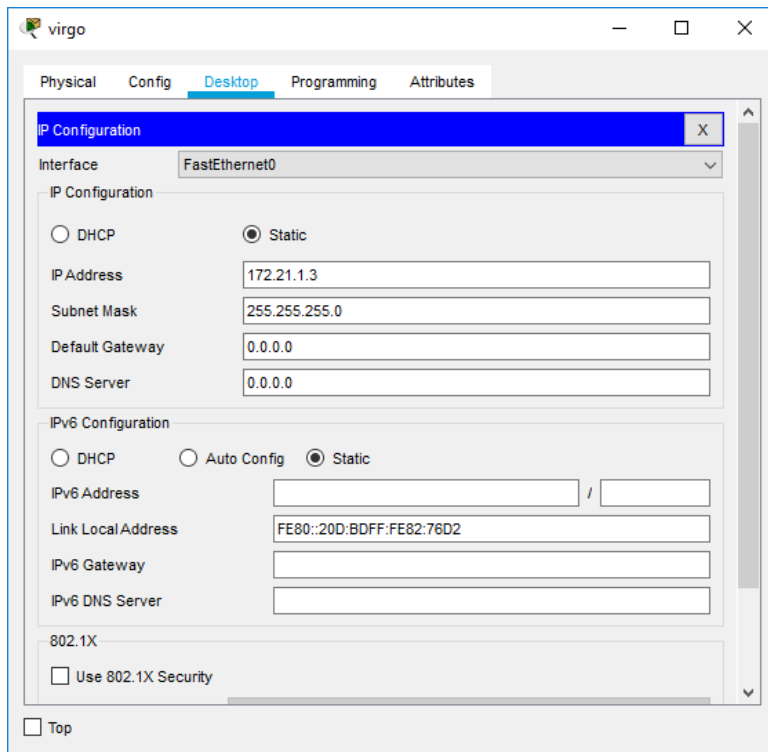 virgo
Physical Config Desktop Programming Attributes
IP Configuration X
Interface FastEthernet0
IP Configuration
DHCP Static
IP Address 172.21.1.3
Subnet Mask 255.255.255.0
Default Gateway 0.0.0.0
DNS Server 0.0.0.0
IPv6 Configuration
DHCP Auto Config Static
IPv6 Address /
Link Local Address FE80::20D:BDFF:FE82:76D2
IPv6 Gateway
IPv6 DNS Server
802.1X
Use 802.1X Security
Top